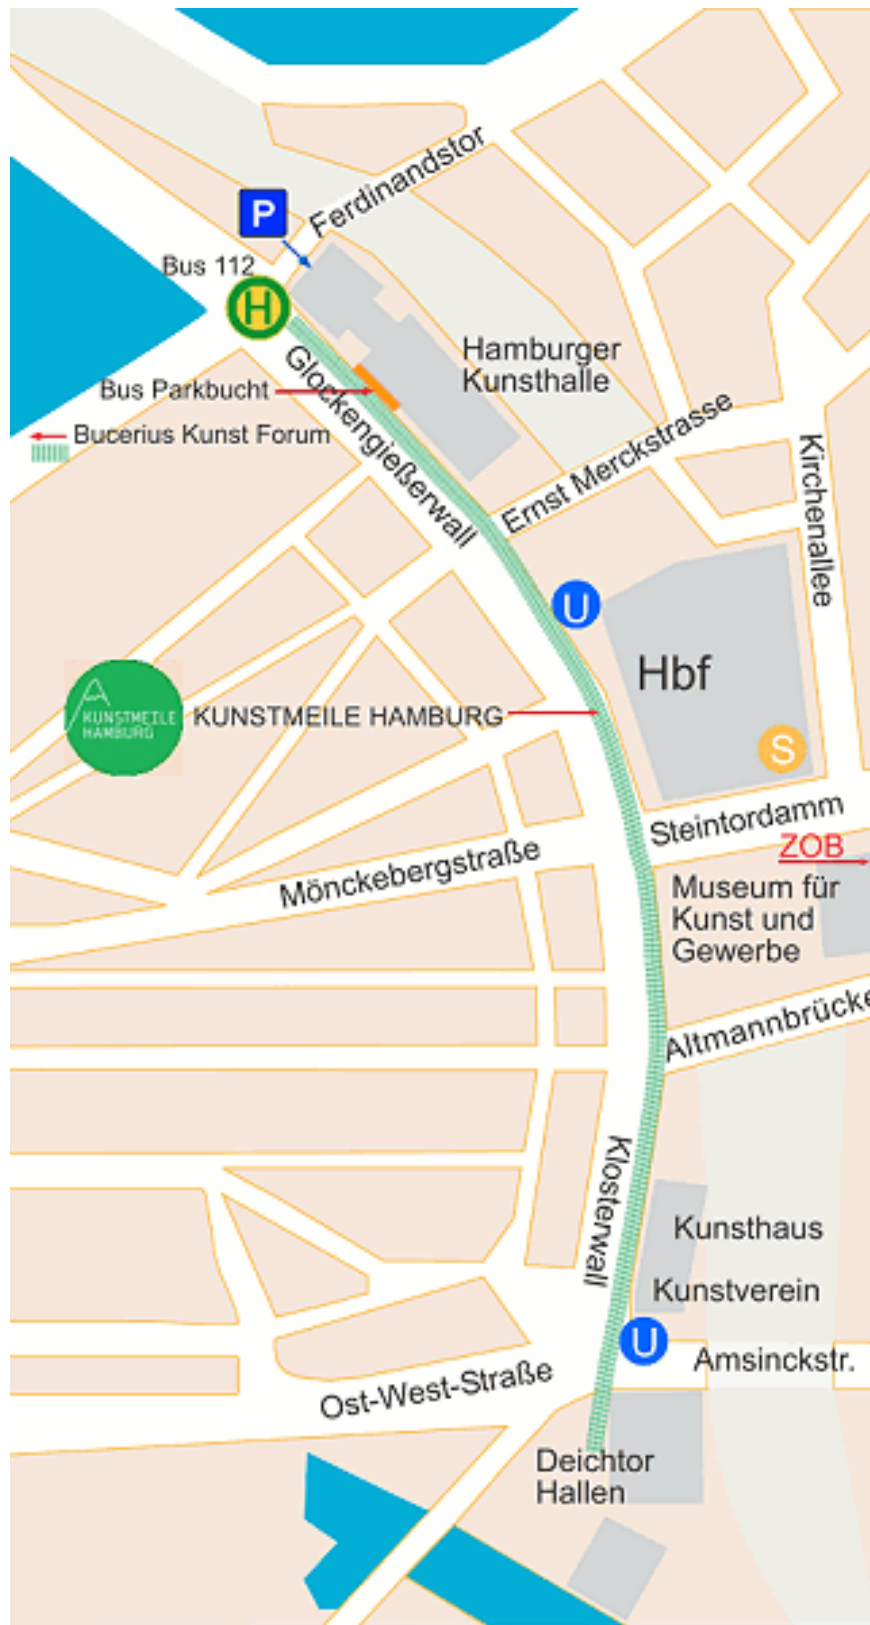 Ferdinandstor
P
Bus 112
H
Hamburger
Kunsthalle
Glockengießerwall
Bus Parkbucht
Bucerius Kunst Forum
Ernst Merckstrasse
Kirchenallee
U
Hbf
KUNSTMEILE
HAMBURG
KUNSTMEILE HAMBURG
S
Steintordamm
ZOB
Mönckebergstraße
Museum für
Kunst und
Gewerbe
Altmannbrücke
Klosterwall
Kunsthaus
Kunstverein
U
Amsinckstr.
Ost-West-Straße
Deichtor
Hallen